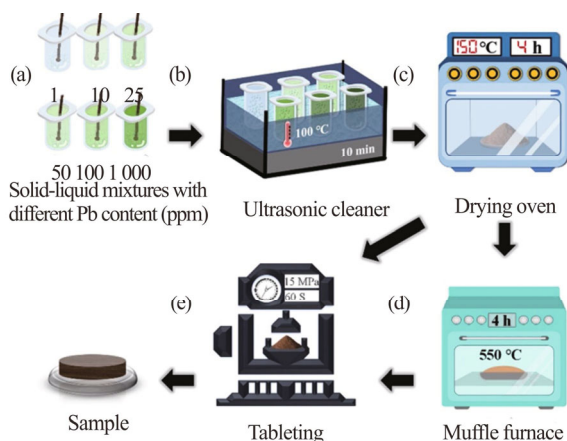 (a)
1 10 25
50 100 1 000
Solid-liquid mixtures with
different Pb content (ppm)
(b)
100 °C
10 min
Ultrasonic cleaner
(c)
150 °C 4 h
Drying oven
(d)
4 h
550 °C
Muffle furnace
(e)
15 MPa
60 S
Tableting
Sample